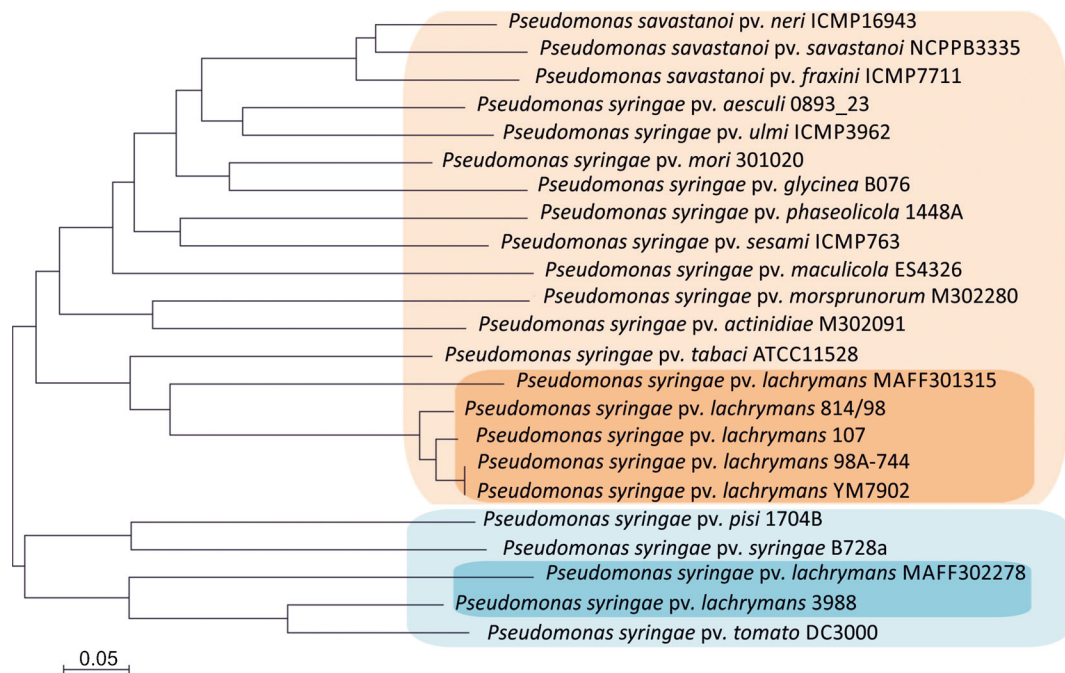 Pseudomonas savastanoi pv. neri ICMP16943
Pseudomonas savastanoi pv. savastanoi NCPPB3335
Pseudomonas savastanoi pv. fraxini ICMP7711
Pseudomonas syringae pv. aesculi 0893_23
Pseudomonas syringae pv. ulmi ICMP3962
Pseudomonas syringae pv. mori 301020
Pseudomonas syringae pv. glycinea B076
Pseudomonas syringae pv. phaseolicola 1448A
Pseudomonas syringae pv. sesami ICMP763
Pseudomonas syringae pv. maculicola ES4326
Pseudomonas syringae pv. morsprunorum M302280
Pseudomonas syringae pv. actinidiae M302091
Pseudomonas syringae pv. tabaci ATCC11528
Pseudomonas syringae pv. lachrymans MAFF301315
Pseudomonas syringae pv. lachrymans 814/98
Pseudomonas syringae pv. lachrymans 107
Pseudomonas syringae pv. lachrymans 98A-744
Pseudomonas syringae pv. lachrymans YM7902
Pseudomonas syringae pv. pisi 1704B
Pseudomonas syringae pv. syringae B728a
Pseudomonas syringae pv. lachrymans MAFF302278
Pseudomonas syringae pv. lachrymans 3988
Pseudomonas syringae pv. tomato DC3000
0.05